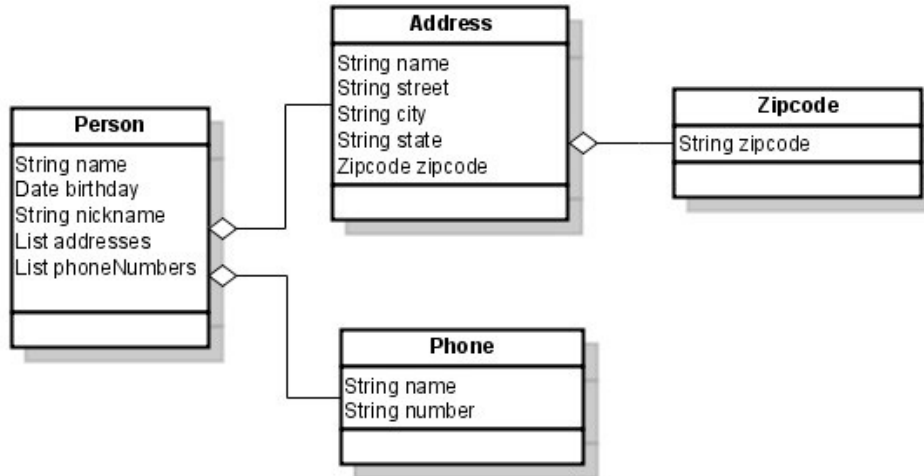 Person
String name
Date birthday
String nickname
List addresses
List phoneNumbers
Address
String name
String street
String city
String state
Zipcode zipcode
Zipcode
String zipcode
Phone
String name
String number